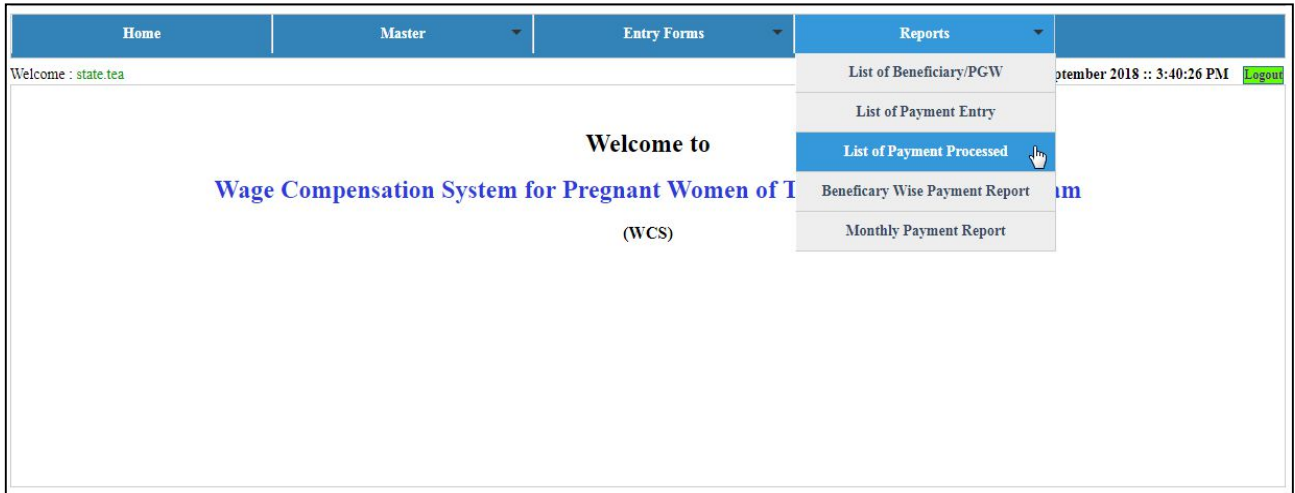 Home Master Entry Forms Reports
Welcome : state.tea
ptember 2018 :: 3:40:26 PM Logout
List of Beneficiary/PGW
List of Payment Entry
List of Payment Processed
Beneficary Wise Payment Report
Monthly Payment Report
Welcome to
Wage Compensation System for Pregnant Women of T am
(WCS)